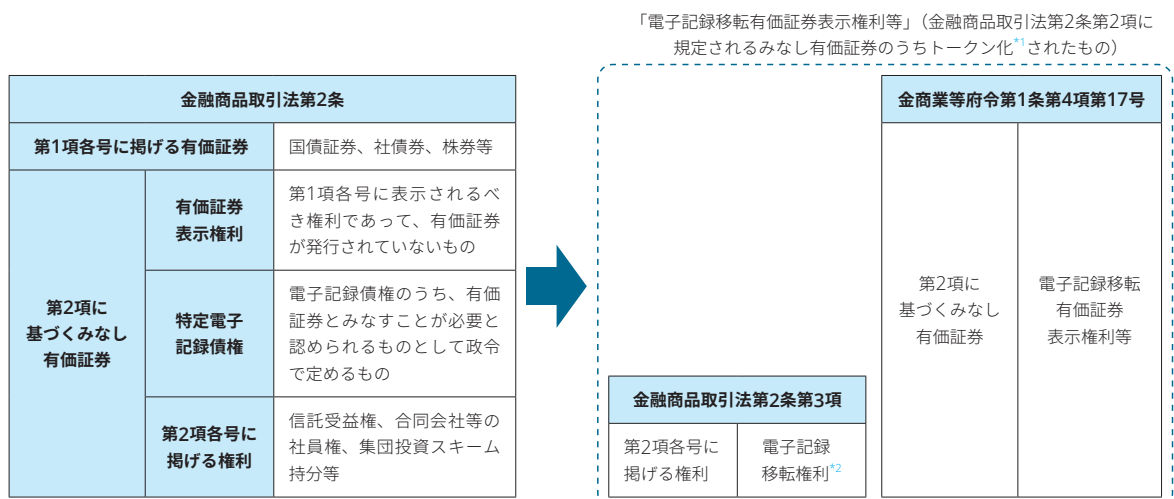 「電子記録移転有価証券表示権利等」（金融商品取引法第2条第2項に
規定されるみなし有価証券のうちトークン化*1されたもの）
金融商品取引法第2条
第1項各号に掲げる有価証券
国債証券、社債券、株券等
第2項に
基づくみなし
有価証券
有価証券
表示権利
第1項各号に表示されるべ
き権利であって、有価証券
が発行されていないもの
特定電子
記録債権
電子記録債権のうち、有価
証券とみなすことが必要と
認められるものとして政令
で定めるもの
第2項各号に
掲げる権利
信託受益権、合同会社等の
社員権、集団投資スキーム
持分等
金融商品取引法第2条第3項
第2項各号に
掲げる権利
電子記録
移転権利*2
金商業等府令第1条第4項第17号
第2項に
基づくみなし
有価証券
電子記録移転
有価証券
表示権利等